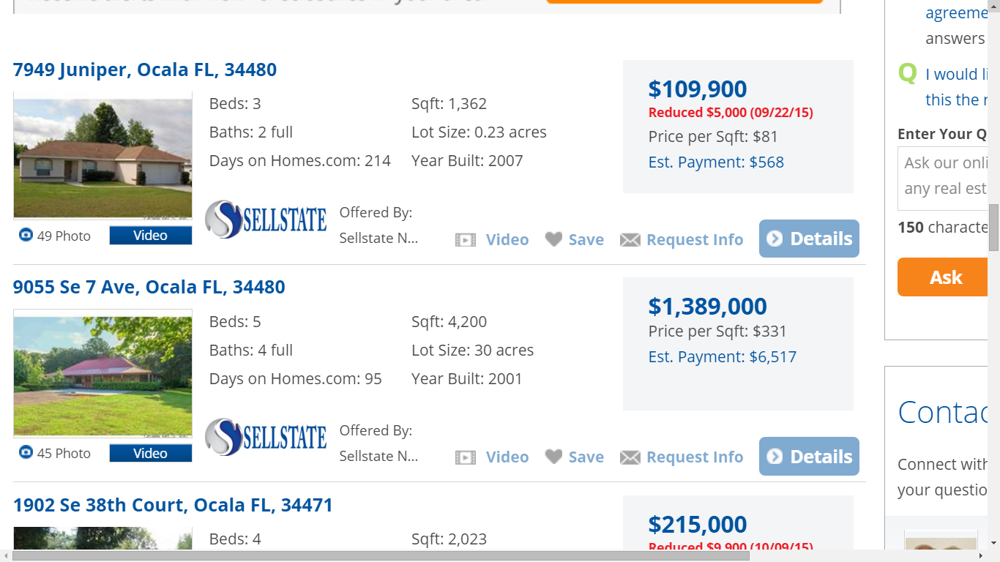 7949 Juniper, Ocala FL, 34480
Beds: 3
Sqft: 1,362
Baths: 2 full
Lot Size: 0.23 acres
Days on Homes.com: 214
Year Built: 2007
$109,900
Reduced $5,000 (09/22/15)
Price per Sqft: $81
Est. Payment: $568
49 Photo
Video
SELLSTATE
Offered By:
Sellstate N...
Video
Save
Request Info
Details
9055 Se 7 Ave, Ocala FL, 34480
Beds: 5
Sqft: 4,200
Baths: 4 full
Lot Size: 30 acres
Days on Homes.com: 95
Year Built: 2001
$1,389,000
Price per Sqft: $331
Est. Payment: $6,517
45 Photo
Video
SELLSTATE
Offered By:
Sellstate N...
Video
Save
Request Info
Details
1902 Se 38th Court, Ocala FL, 34471
Beds: 4
Sqft: 2,023
$215,000
Reduced $9,900 (10/09/15)
agreeme
answers
Q
I would li
this the r
Enter Your Q
Ask our onli
any real est
150 characte
Ask
Contac
Connect with
your questio